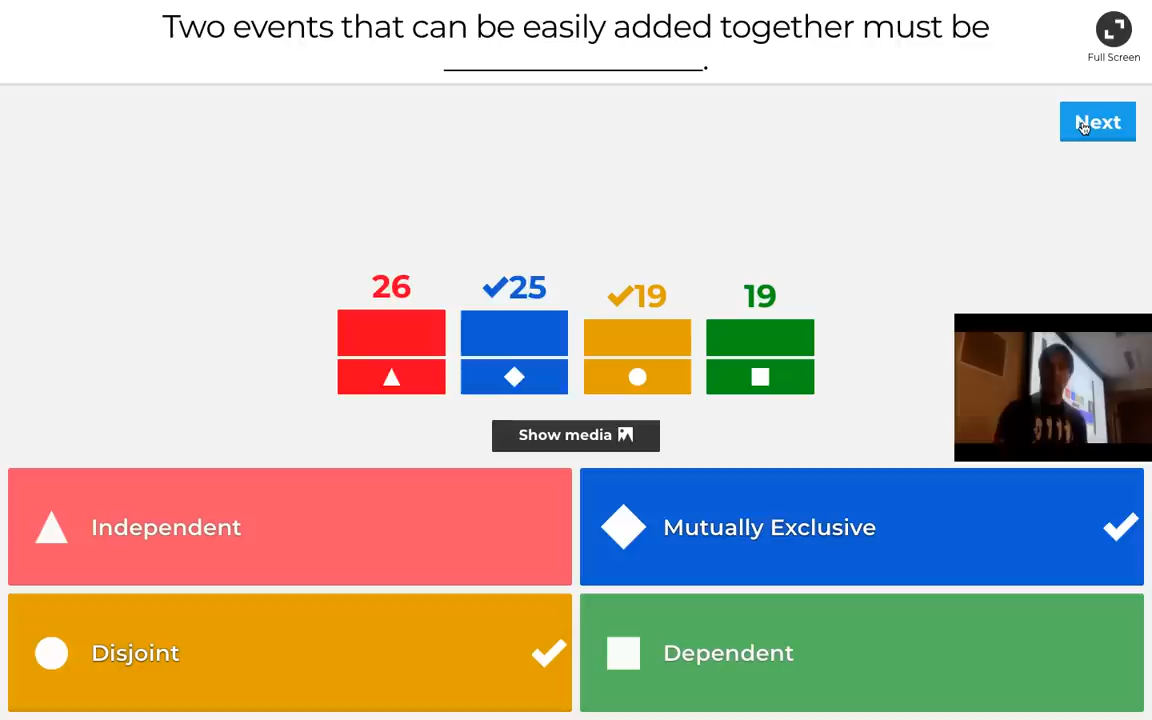 Two events that can be easily added together must be
____________________.
Full Screen
Next
26
25
19
19
Show media
Independent
Mutually Exclusive
Disjoint
Dependent